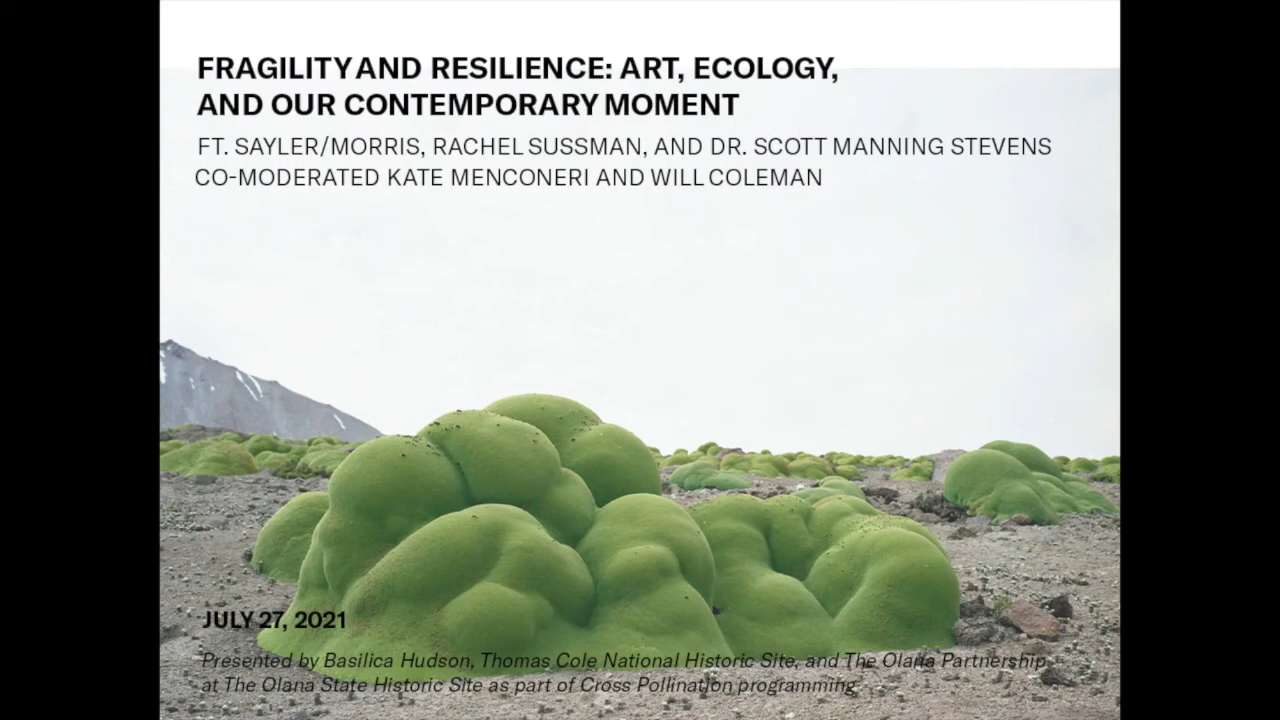 FRAGILITY AND RESILIENCE: ART, ECOLOGY,
AND OUR CONTEMPORARY MOMENT
FT. SAYLER/MORRIS, RACHEL SUSSMAN, AND DR. SCOTT MANNING STEVENS
CO-MODERATED KATE MENCONERI AND WILL COLEMAN
JULY 27, 2021
Presented by Basilica Hudson, Thomas Cole National Historic Site, and The Olana Partnership
at The Olana State Historic Site as part of Cross Pollination programming